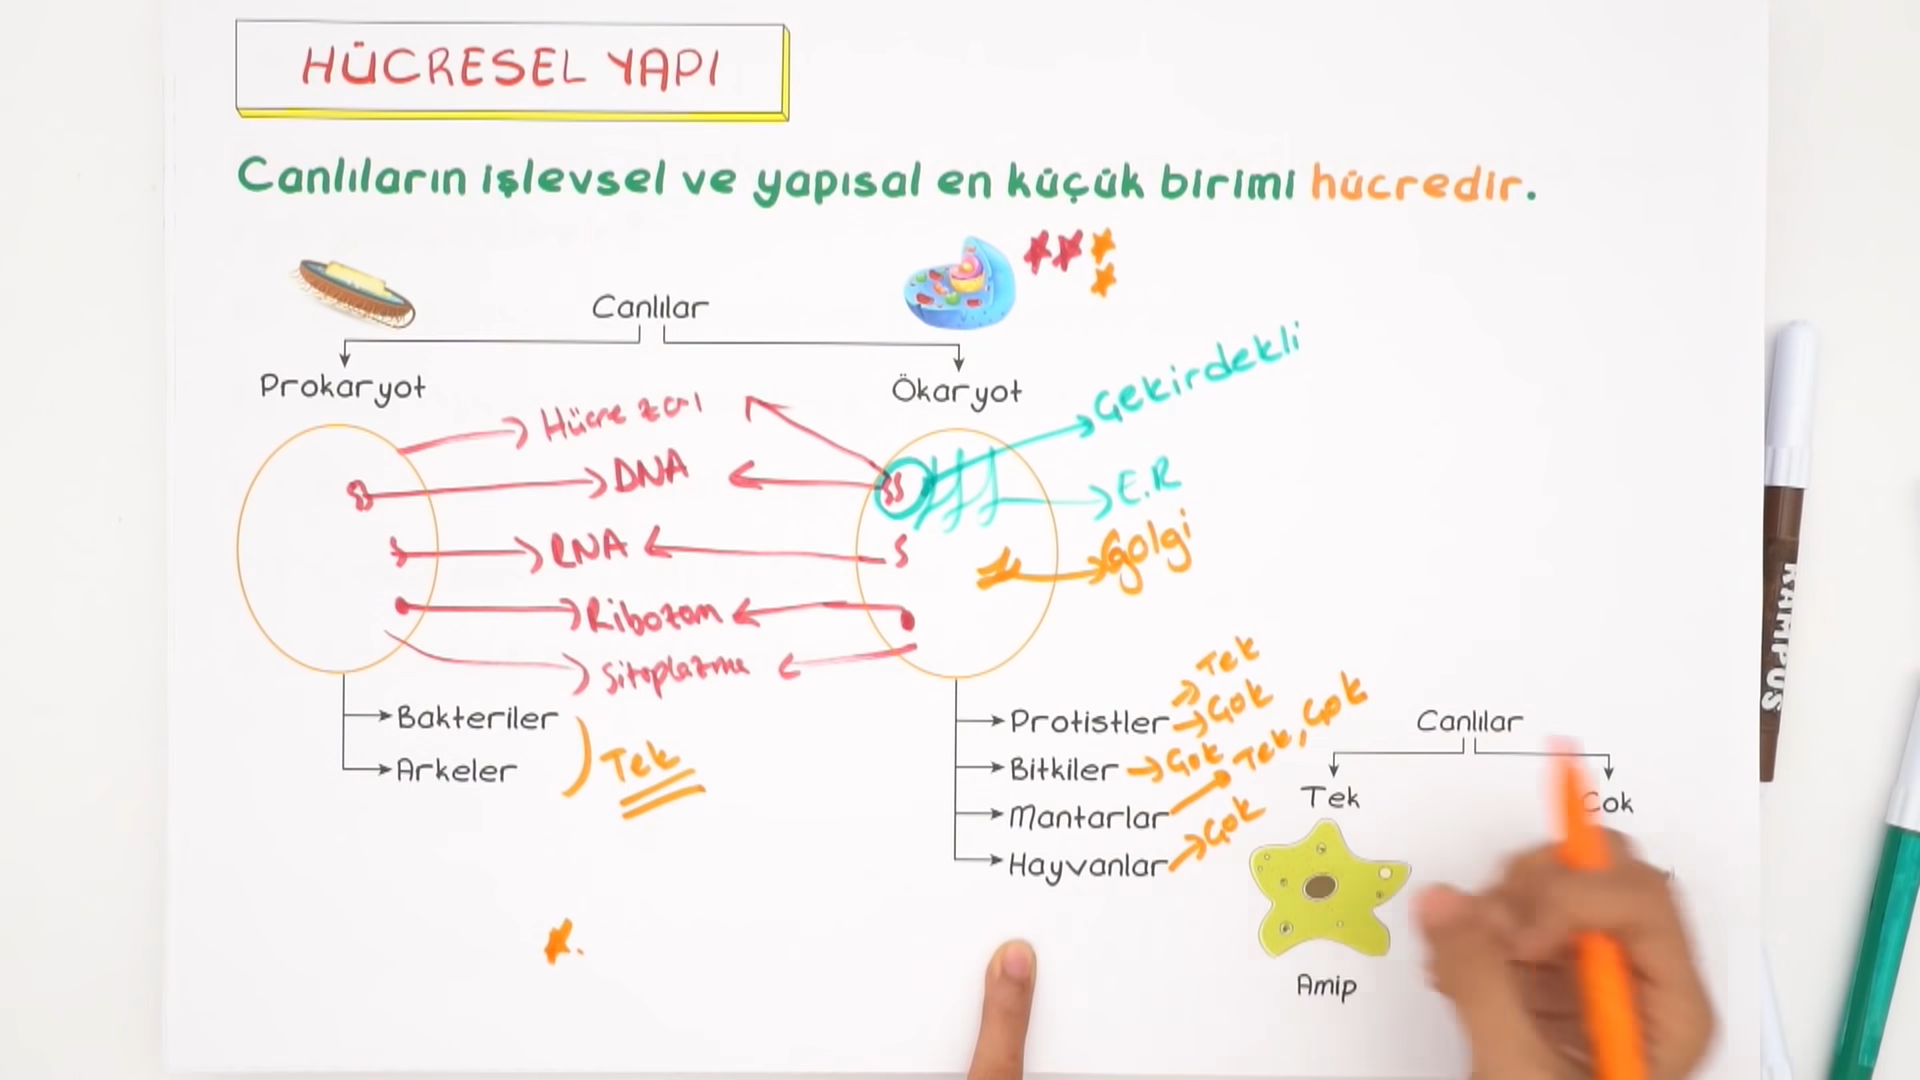 HÜCRESEL YAPI
Canlıların işlevsel ve yapısal en küçük birimi hücredir.
Canlılar
Prokaryot
Ökaryot
Çekirdekli
Hücre zarı
DNA
E.R
RNA
Golgi
Ribozom
Sitoplazma
Bakteriler
Arkeler
Tek
Protistler
Tek
Çok
Bitkiler
Çok
Mantarlar
Tek, Çok
Hayvanlar
Çok
Canlılar
Tek
Çok
Amip
KAMPÜS